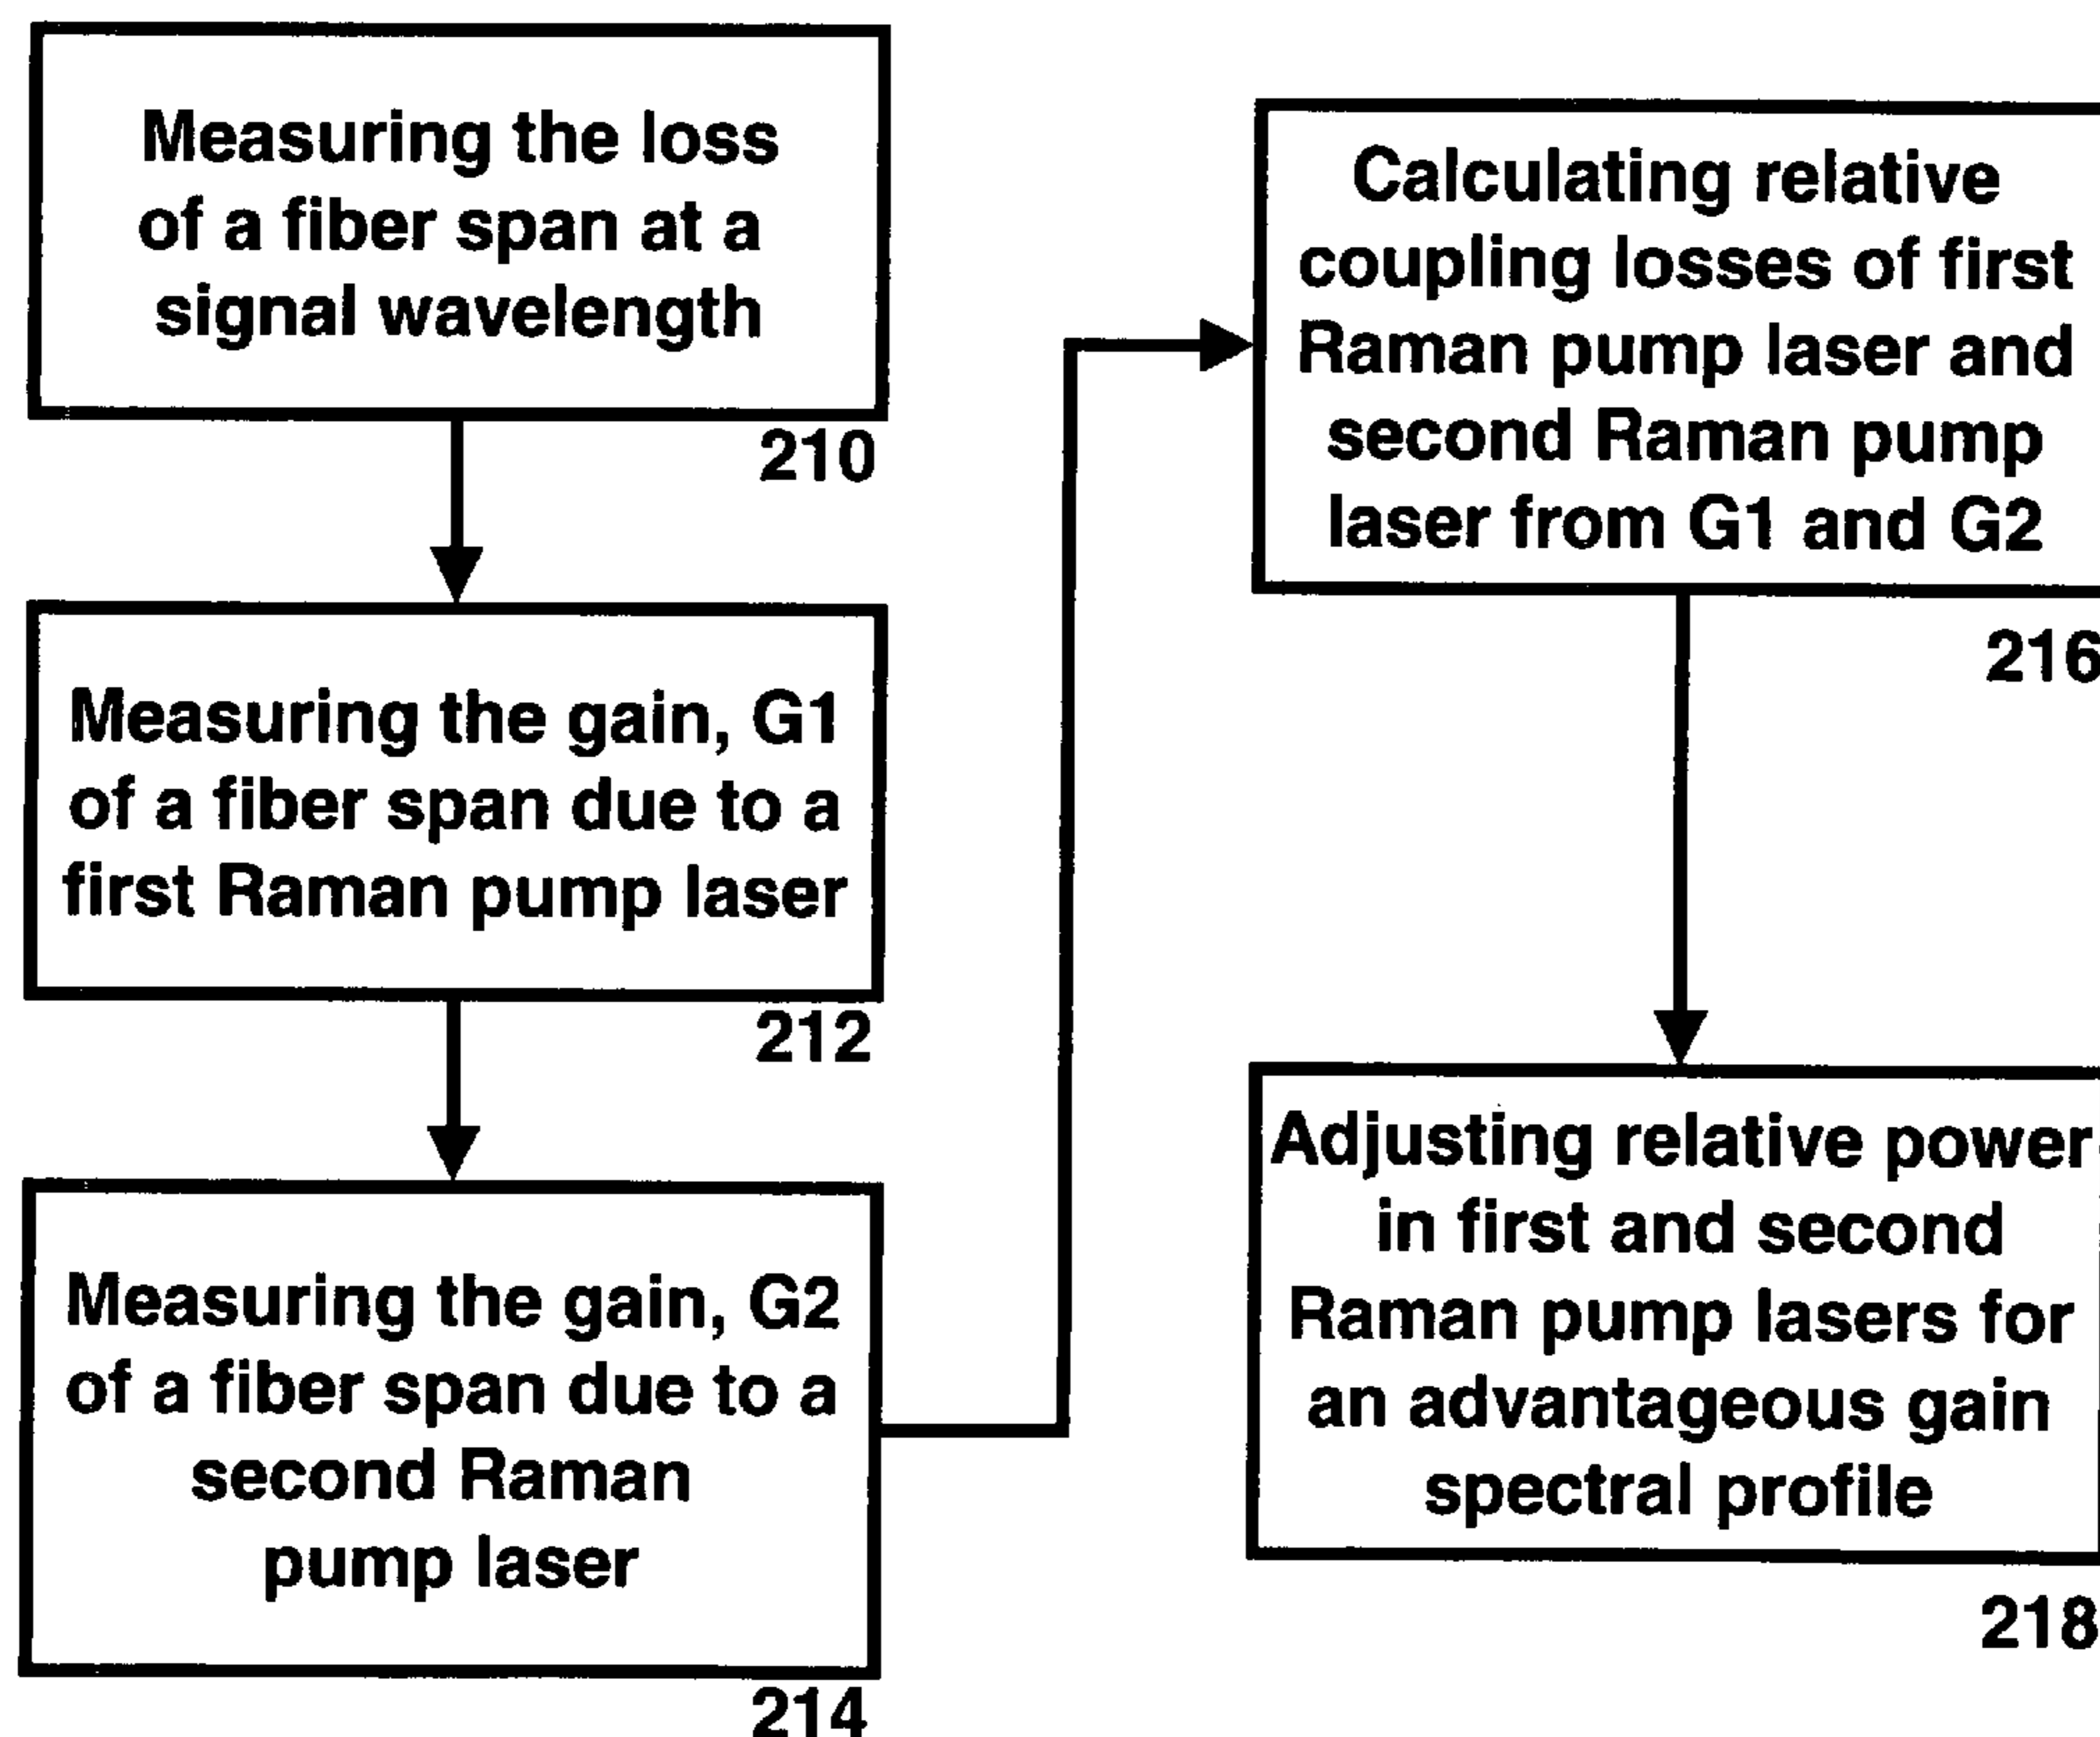 Measuring the loss
of a fiber span at a
signal wavelength
210
Measuring the gain, G1
of a fiber span due to a
first Raman pump laser
212
Measuring the gain, G2
of a fiber span due to a
second Raman
pump laser
214
Calculating relative
coupling losses of first
Raman pump laser and
second Raman pump
laser from G1 and G2
216
Adjusting relative power
in first and second
Raman pump lasers for
an advantageous gain
spectral profile
218